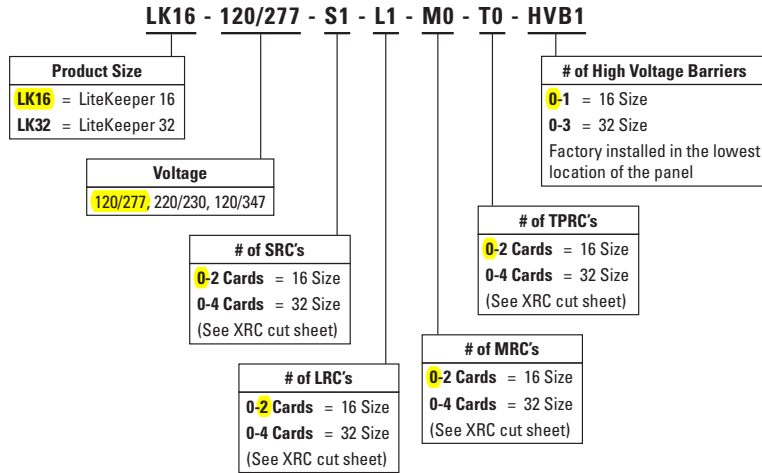 LK16 - 120/277 - S1 - L1 - M0 - T0 - HVB1
Product Size
LK16 = LiteKeeper 16
LK32 = LiteKeeper 32
# of High Voltage Barriers
0-1 = 16 Size
0-3 = 32 Size
Factory installed in the lowest
location of the panel
Voltage
120/277, 220/230, 120/347
# of TPRC's
0-2 Cards = 16 Size
0-4 Cards = 32 Size
(See XRC cut sheet)
# of SRC's
0-2 Cards = 16 Size
0-4 Cards = 32 Size
(See XRC cut sheet)
# of MRC's
0-2 Cards = 16 Size
0-4 Cards = 32 Size
(See XRC cut sheet)
# of LRC's
0-2 Cards = 16 Size
0-4 Cards = 32 Size
(See XRC cut sheet)